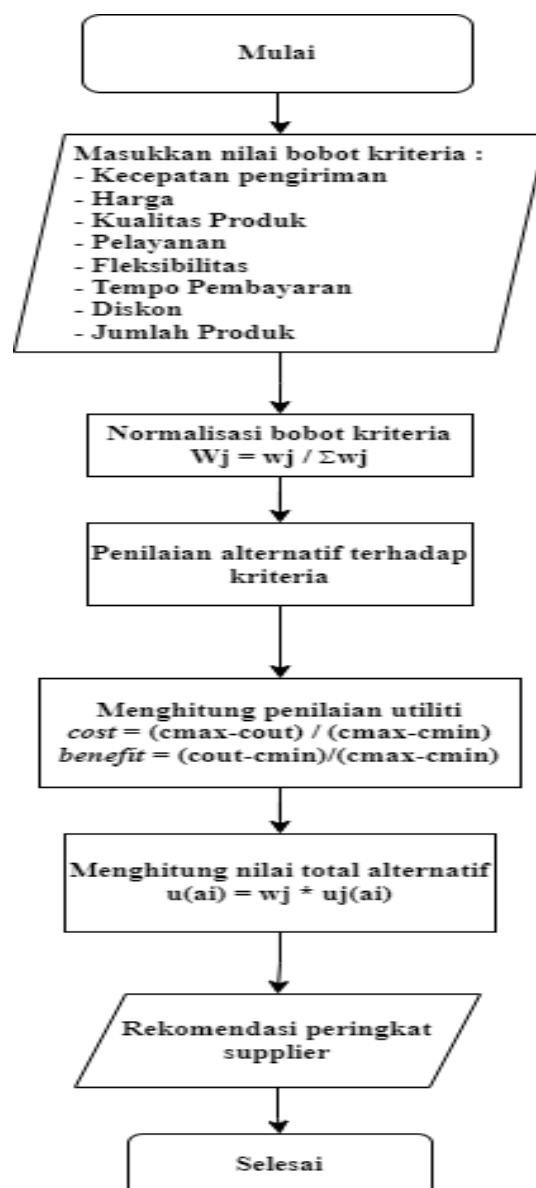 Mulai
Masukkan nilai bobot kriteria :
- Kecepatan pengiriman
- Harga
- Kualitas Produk
- Pelayanan
- Fleksibilitas
- Tempo Pembayaran
- Diskon
- Jumlah Produk
Normalisasi bobot kriteria
Wj = wj / Σwj
Penilaian alternatif terhadap
kriteria
Menghitung penilaian utiliti
cost = (cmax-cout) / (cmax-cmin)
benefit = (cout-cmin)/(cmax-cmin)
Menghitung nilai total alternatif
u(ai) = wj * uj(ai)
Rekomendasi peringkat
supplier
Selesai